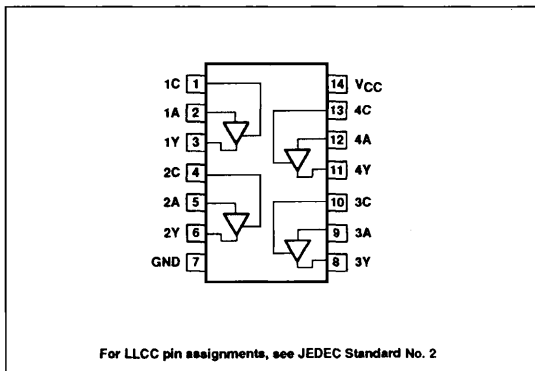 1C 1 14 VCC
1A 2 13 4C
1Y 3 12 4A
2C 4 11 4Y
2A 5 10 3C
2Y 6 9 3A
GND 7 8 3Y
For LLCC pin assignments, see JEDEC Standard No. 2